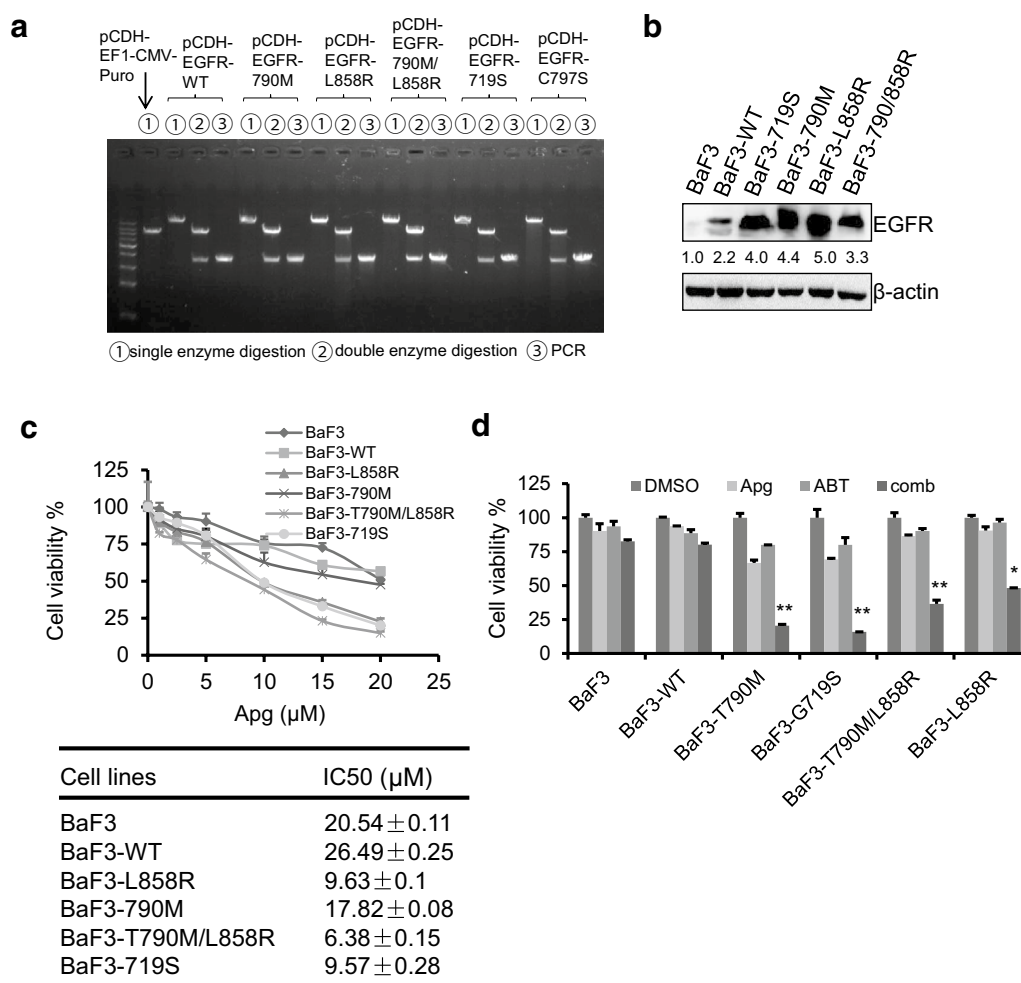 a
pCDH-
EF1-CMV-
Puro
pCDH-
EGFR-
WT
pCDH-
EGFR-
790M
pCDH-
EGFR-
L858R
pCDH-
EGFR-
790M/
L858R
pCDH-
EGFR-
719S
pCDH-
EGFR-
C797S
① ① ② ③ ① ② ③ ① ② ③ ① ② ③ ① ② ③ ① ② ③
① single enzyme digestion ② double enzyme digestion ③ PCR
b
BaF3
BaF3-WT
BaF3-719S
BaF3-790M
BaF3-L858R
BaF3-790/858R
EGFR
1.0 2.2 4.0 4.4 5.0 3.3
β-actin
c
BaF3
BaF3-WT
BaF3-L858R
BaF3-790M
BaF3-T790M/L858R
BaF3-719S
Cell viability %
125
100
75
50
25
0
0 5 10 15 20 25
Apg (μM)
Cell lines IC50 (μM)
BaF3 20.54±0.11
BaF3-WT 26.49±0.25
BaF3-L858R 9.63±0.1
BaF3-790M 17.82±0.08
BaF3-T790M/L858R 6.38±0.15
BaF3-719S 9.57±0.28
d
DMSO Apg ABT comb
Cell viability %
125
100
75
50
25
0
** ** ** *
BaF3
BaF3-WT
BaF3-T790M
BaF3-G719S
BaF3-T790M/L858R
BaF3-L858R